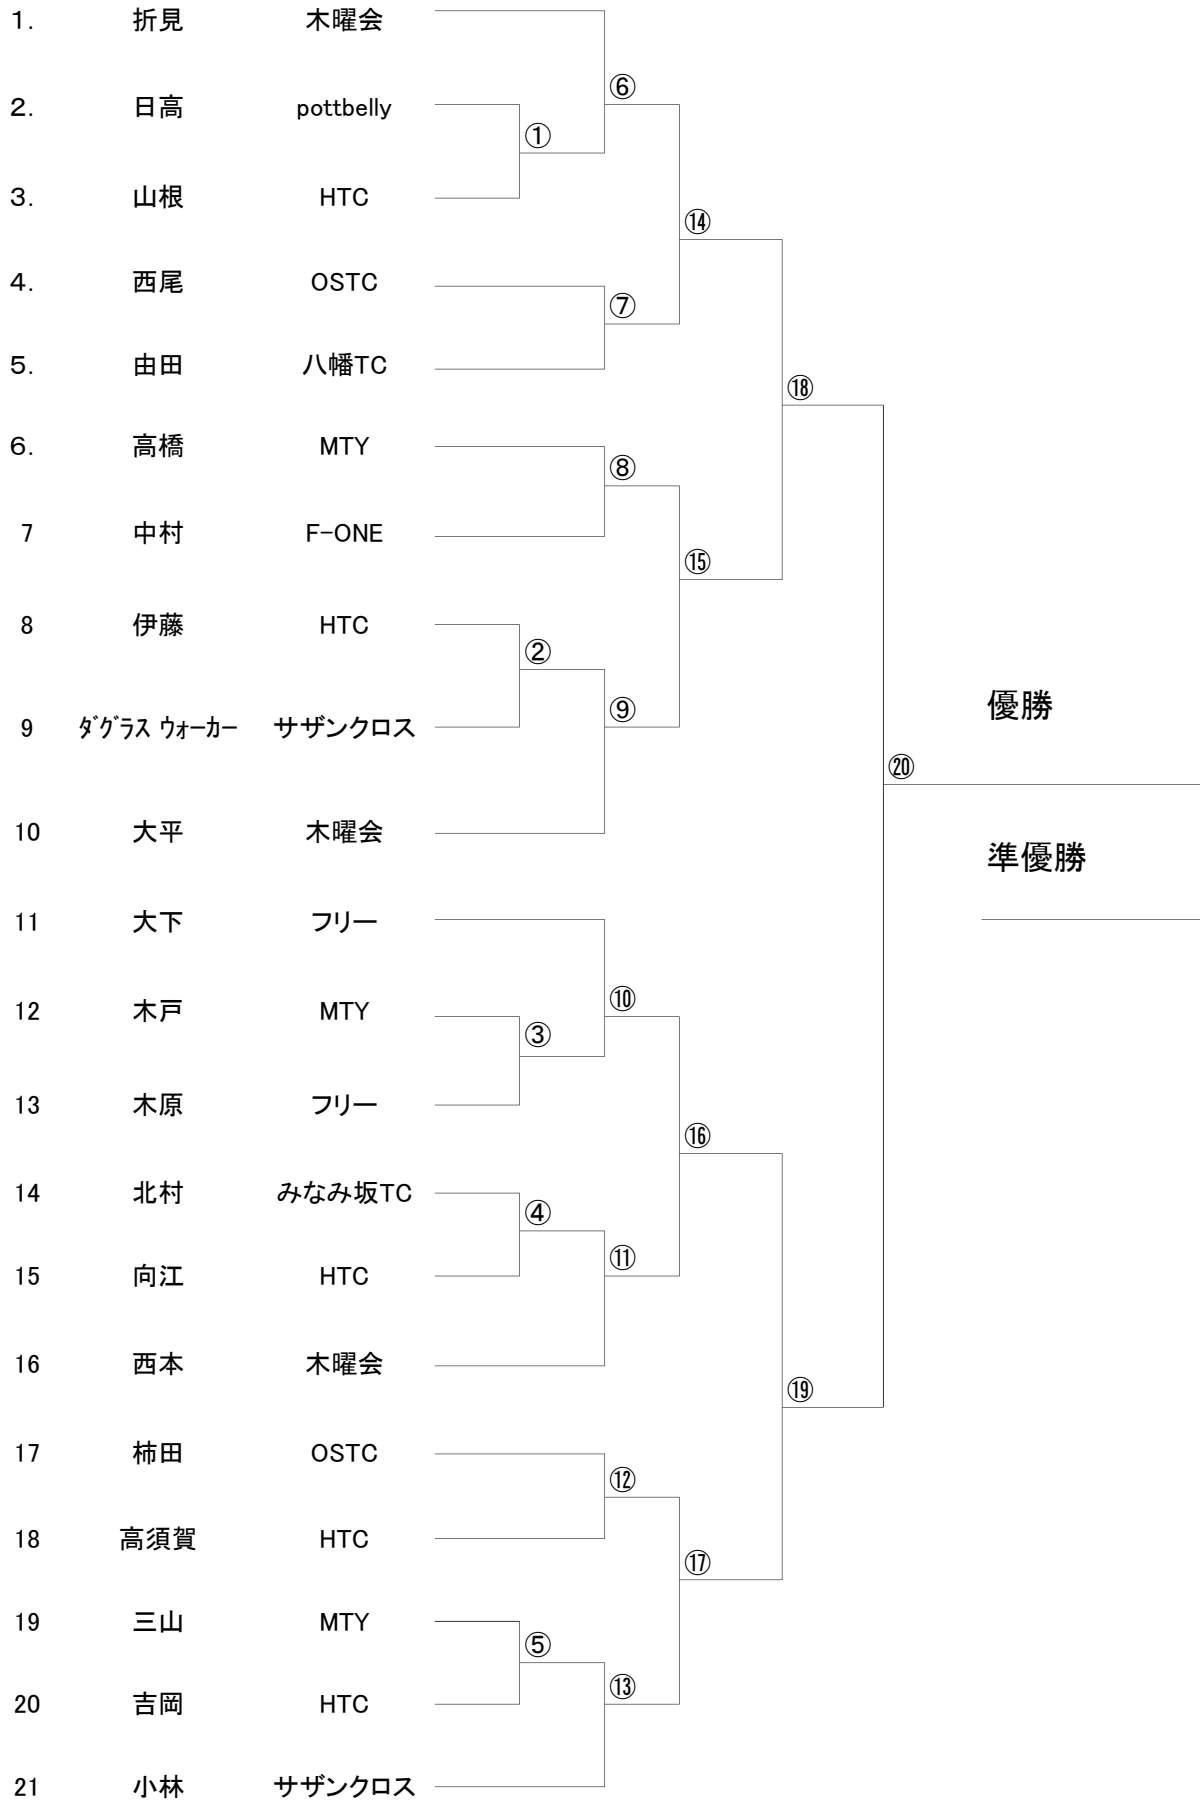 1. 折見 木曜会
⑥
2. 日高 pottbelly
①
3. 山根 HTC
⑭
4. 西尾 OSTC
⑦
5. 由田 八幡TC
⑱
6. 高橋 MTY
⑧
7 中村 F-ONE
⑮
8 伊藤 HTC
②
9 ﾀﾞｸﾞﾗｽ ｳｫｰｶｰ サザンクロス
⑨
優勝
⑳
10 大平 木曜会
準優勝
11 大下 フリー
⑩
12 木戸 MTY
③
13 木原 フリー
⑯
14 北村 みなみ坂TC
④
⑪
15 向江 HTC
16 西本 木曜会
⑲
17 柿田 OSTC
⑫
18 高須賀 HTC
⑰
19 三山 MTY
⑤
⑬
20 吉岡 HTC
21 小林 サザンクロス